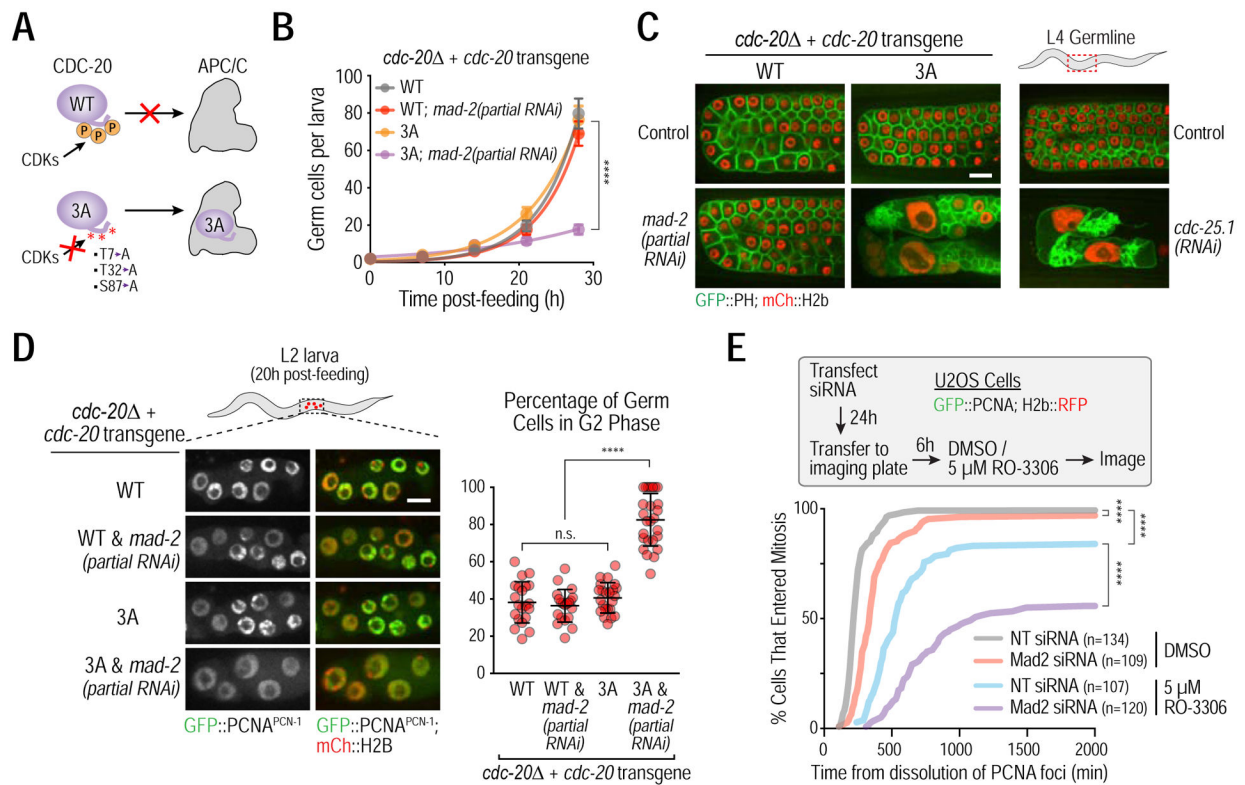 A
CDC-20
APC/C
WT
P P P
CDKs
3A
3A
CDKs
* * *
▪T7▸A
▪T32▸A
▪S87▸A
B
cdc-20Δ + cdc-20 transgene
WT
WT; mad-2(partial RNAi)
3A
3A; mad-2(partial RNAi)
****
Germ cells per larva
100
80
60
40
20
0
0 10 20 30
Time post-feeding (h)
C
cdc-20Δ + cdc-20 transgene
WT
3A
L4 Germline
Control
Control
mad-2
(partial
RNAi)
cdc-25.1
(RNAi)
GFP::PH; mCh::H2b
D
L2 larva
(20h post-feeding)
cdc-20Δ +
cdc-20 transgene
WT
WT & mad-2
(partial RNAi)
3A
3A & mad-2
(partial RNAi)
GFP::PCNA^PCN-1
GFP::PCNA^PCN-1;
mCh::H2B
Percentage of Germ
Cells in G2 Phase
****
n.s.
100
80
60
40
20
0
WT
WT &
mad-2
(partial
RNAi)
3A
3A &
mad-2
(partial
RNAi)
cdc-20Δ + cdc-20 transgene
E
Transfect
siRNA
24h
Transfer to
imaging plate
6h
DMSO /
5 µM RO-3306
Image
U2OS Cells
GFP::PCNA; H2b::RFP
% Cells That Entered Mitosis
100
50
0
****
****
****
NT siRNA (n=134)
Mad2 siRNA (n=109)
DMSO
NT siRNA (n=107)
Mad2 siRNA (n=120)
5 µM
RO-3306
0 500 1000 1500 2000
Time from dissolution of PCNA foci (min)